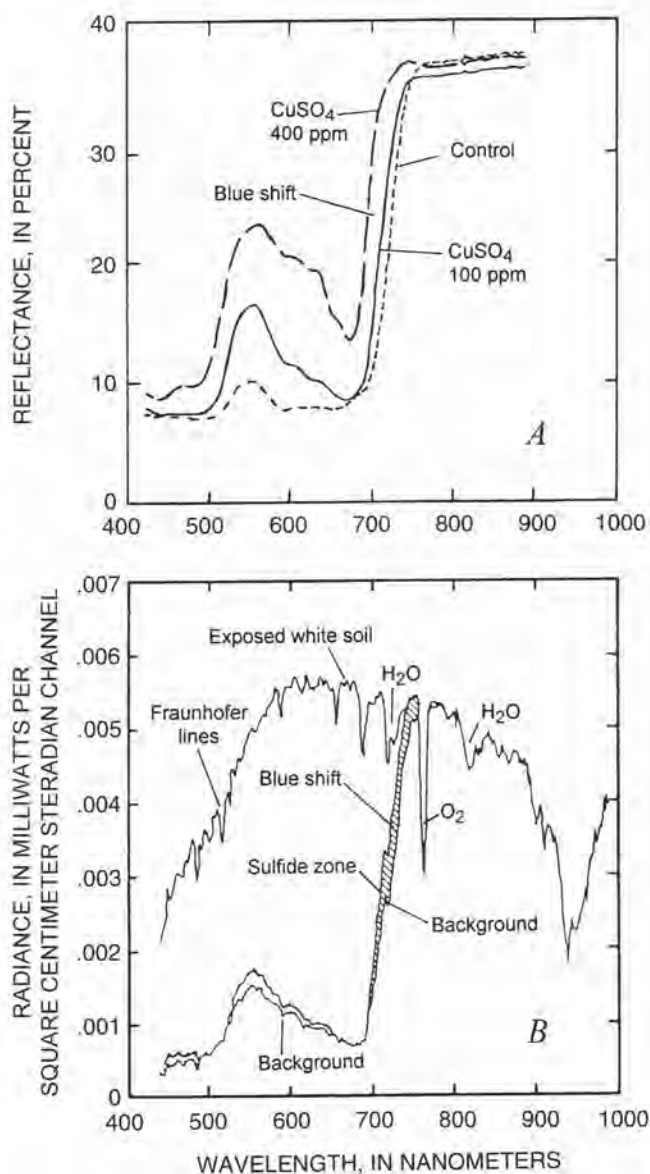 REFLECTANCE, IN PERCENT
40
30
20
10
0
CuSO4
400 ppm
Control
Blue shift
CuSO4
100 ppm
A
400 500 600 700 800 900 1000
RADIANCE, IN MILLIWATTS PER
SQUARE CENTIMETER STERADIAN CHANNEL
.007
.006
.005
.004
.003
.002
.001
0
Exposed white soil
H2O
Fraunhofer
lines
H2O
Blue shift
O2
Sulfide zone
Background
Background
B
400 500 600 700 800 900 1000
WAVELENGTH, IN NANOMETERS